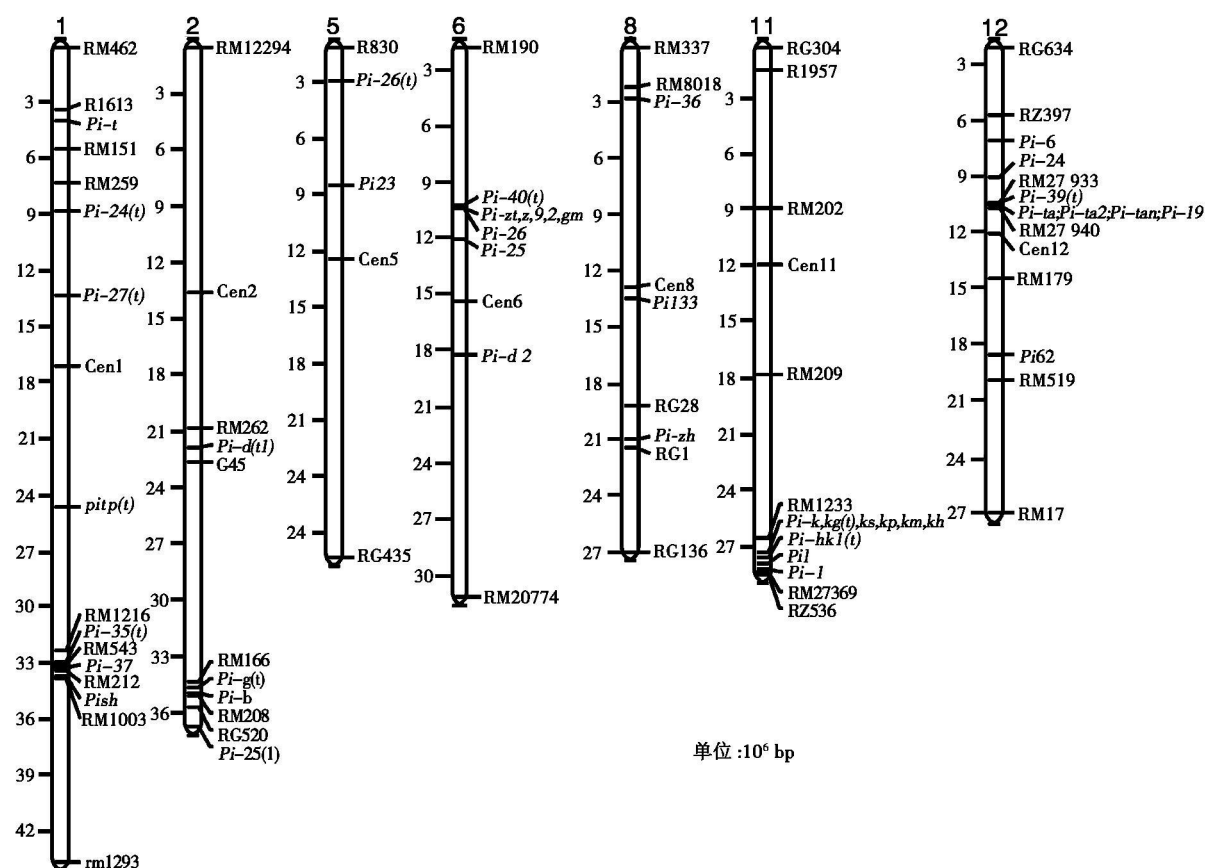 1
RM462
3
R1613
Pi-t
6
RM151
RM259
9
Pi-24(t)
12
Pi-27(t)
15
Cen1
18
21
24
pitp(t)
27
30
RM1216
Pi-35(t)
33
RM543
Pi-37
RM212
Pish
36
RM1003
39
42
rm1293
2
RM12294
3
6
9
12
Cen2
15
18
21
RM262
Pi-d(t1)
G45
24
27
30
33
RM166
Pi-g(t)
Pi-b
36
RM208
RG520
Pi-25(1)
5
R830
3
Pi-26(t)
6
9
Pi23
12
Cen5
15
18
21
24
24
RG435
6
RM190
3
6
9
Pi-40(t)
Pi-zt,z,9,2,gm
Pi-26
12
Pi-25
15
Cen6
18
Pi-d 2
21
24
27
30
RM20774
8
RM337
RM8018
3
Pi-36
6
9
12
Cen8
Pi133
15
18
RG28
21
Pi-zh
RG1
24
27
RG136
11
RG304
R1957
3
6
9
RM202
12
Cen11
15
18
RM209
21
24
RM1233
Pi-k,kg(t),ks,kp,km,kh
27
Pi-hk1(t)
Pi1
Pi-1
RM27369
RZ536
12
RG634
3
RZ397
6
Pi-6
Pi-24
9
RM27 933
Pi-39(t)
Pi-ta;Pi-ta2;Pi-tan;Pi-19
RM27 940
12
Cen12
RM179
15
18
Pi62
RM519
21
24
27
RM17
单位:10⁶ bp